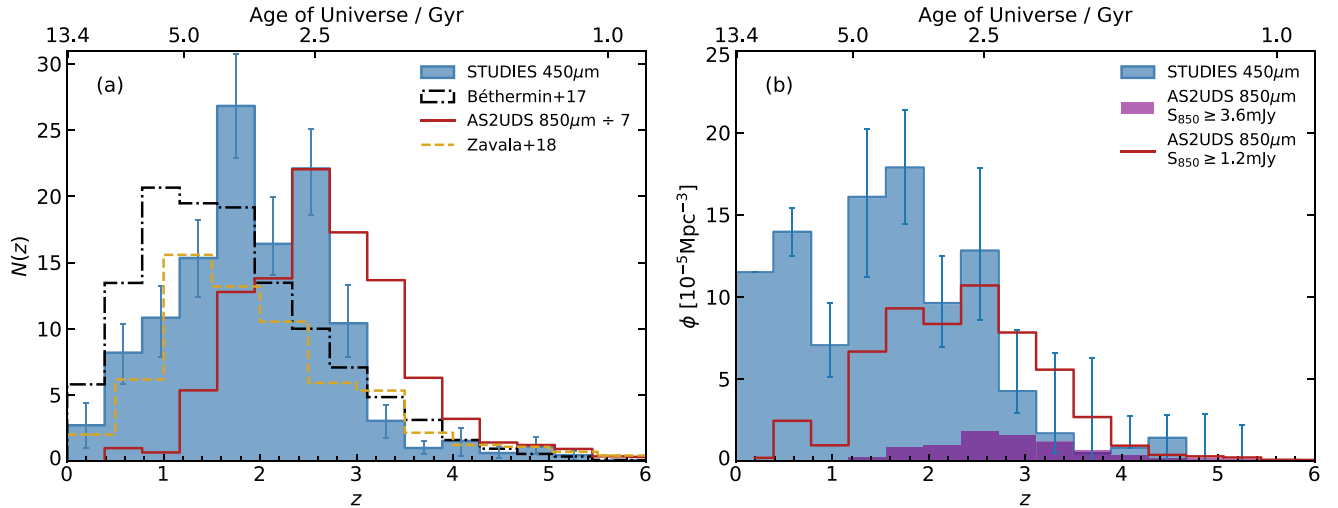 Age of Universe / Gyr
13.4 5.0 2.5 1.0
(a)
STUDIES 450μm
Béthermin+17
AS2UDS 850μm ÷ 7
Zavala+18
N(z)
30
25
20
15
10
5
0
0 1 2 3 4 5 6
z
Age of Universe / Gyr
13.4 5.0 2.5 1.0
(b)
STUDIES 450μm
AS2UDS 850μm
S850 ≥ 3.6mJy
AS2UDS 850μm
S850 ≥ 1.2mJy
ϕ [10⁻⁵Mpc⁻³]
25
20
15
10
5
0
0 1 2 3 4 5 6
z